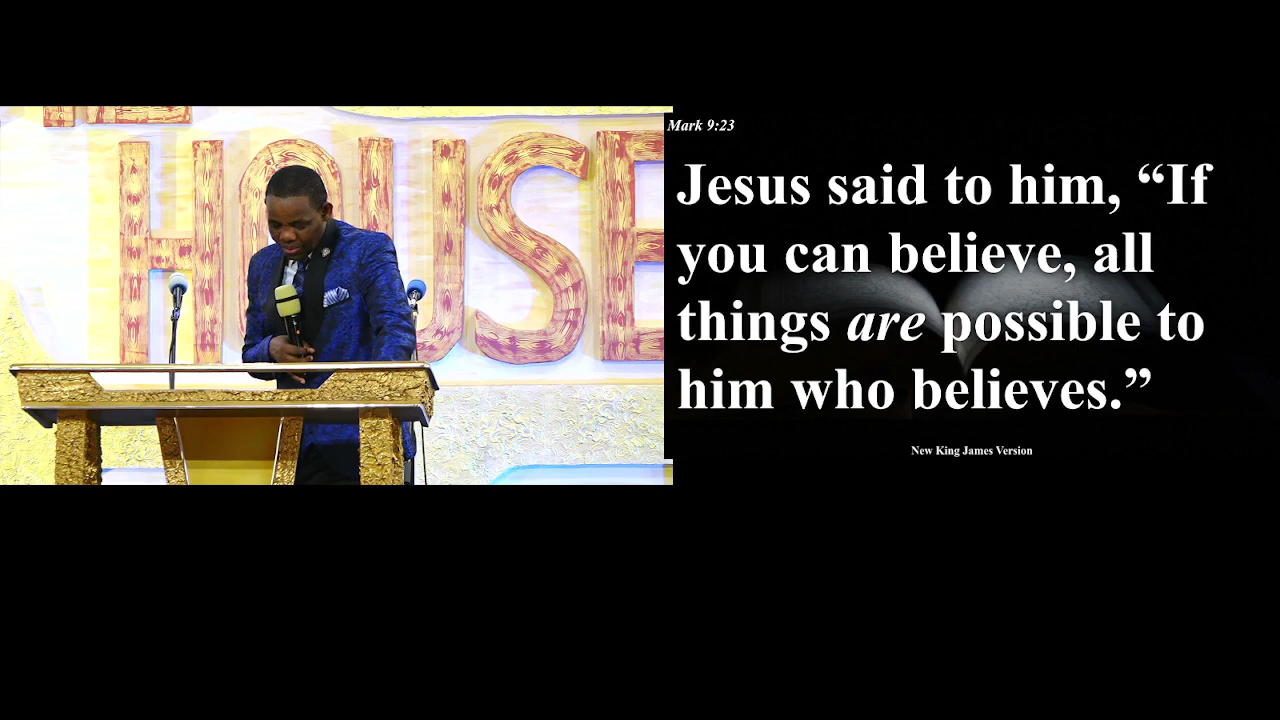 HOUSE
Mark 9:23
Jesus said to him, “If
you can believe, all
things are possible to
him who believes.”
New King James Version